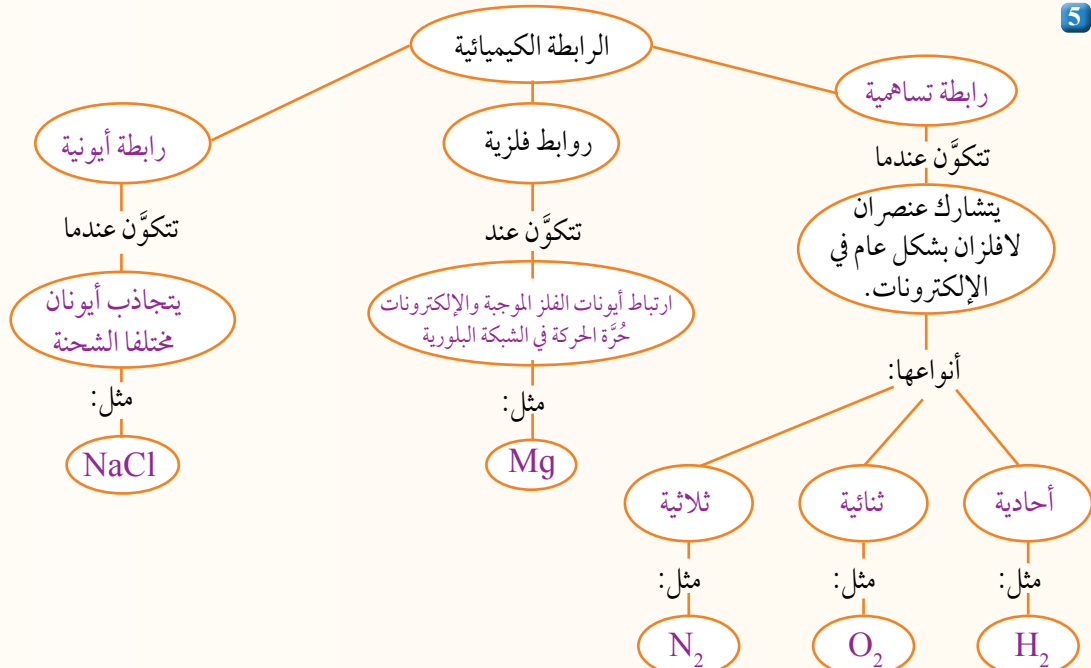 5
الرابطة الكيميائية
رابطة تساهمية
تتكوَّن عندما
يتشارك عنصران
لافلزان بشكل عام في
الإلكترونات.
أنواعها:
أحادية
مثل:
H₂
ثنائية
مثل:
O₂
ثلاثية
مثل:
N₂
روابط فلزية
تتكوَّن عند
ارتباط أيونات الفلز الموجبة والإلكترونات
حُرَّة الحركة في الشبكة البلورية
مثل:
Mg
رابطة أيونية
تتكوَّن عندما
يتجاذب أيونان
مختلفا الشحنة
مثل:
NaCl